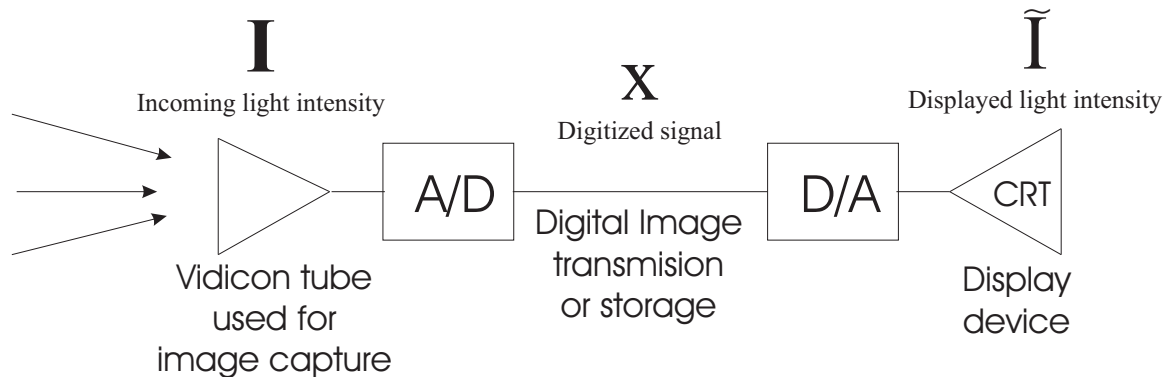 I
Incoming light intensity
X
Digitized signal
Ĩ
Displayed light intensity
A/D
D/A
CRT
Vidicon tube
used for
image capture
Digital Image
transmision
or storage
Display
device